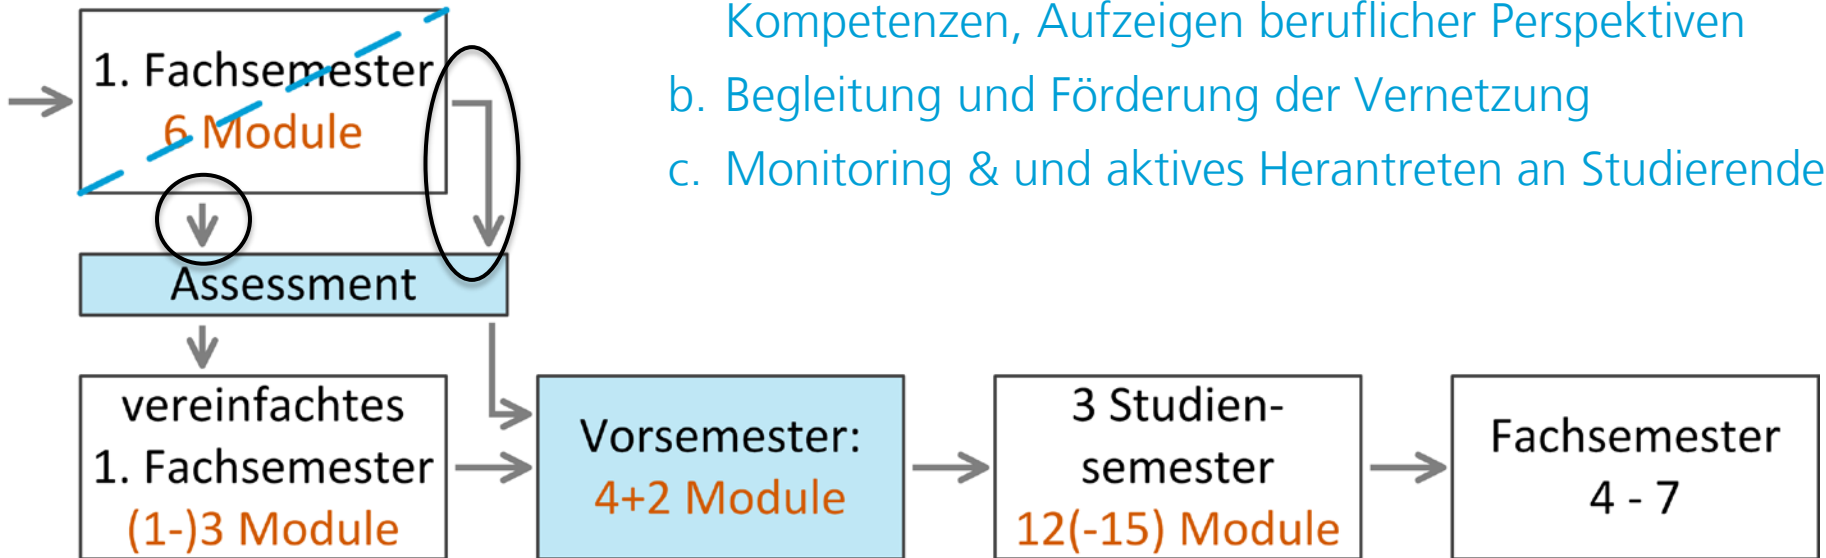 Kompetenzen, Aufzeigen beruflicher Perspektiven
b. Begleitung und Förderung der Vernetzung
c. Monitoring & und aktives Herantreten an Studierende
1. Fachsemester
6 Module
Assessment
vereinfachtes
1. Fachsemester
(1-)3 Module
Vorsemester:
4+2 Module
3 Studien-
semester
12(-15) Module
Fachsemester
4 - 7